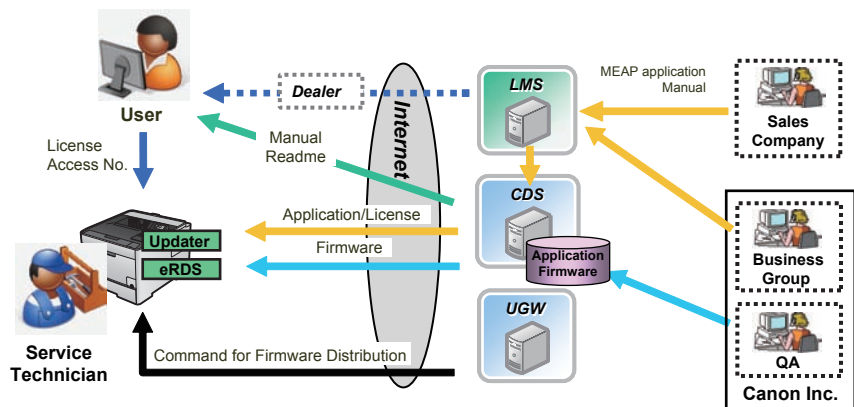 User
License
Access No.
Dealer
Manual
Readme
Internet
LMS
MEAP application
Manual
Sales
Company
CDS
Application
Firmware
Application/License
Firmware
Updater
eRDS
UGW
Command for Firmware Distribution
Service
Technician
Business
Group
QA
Canon Inc.